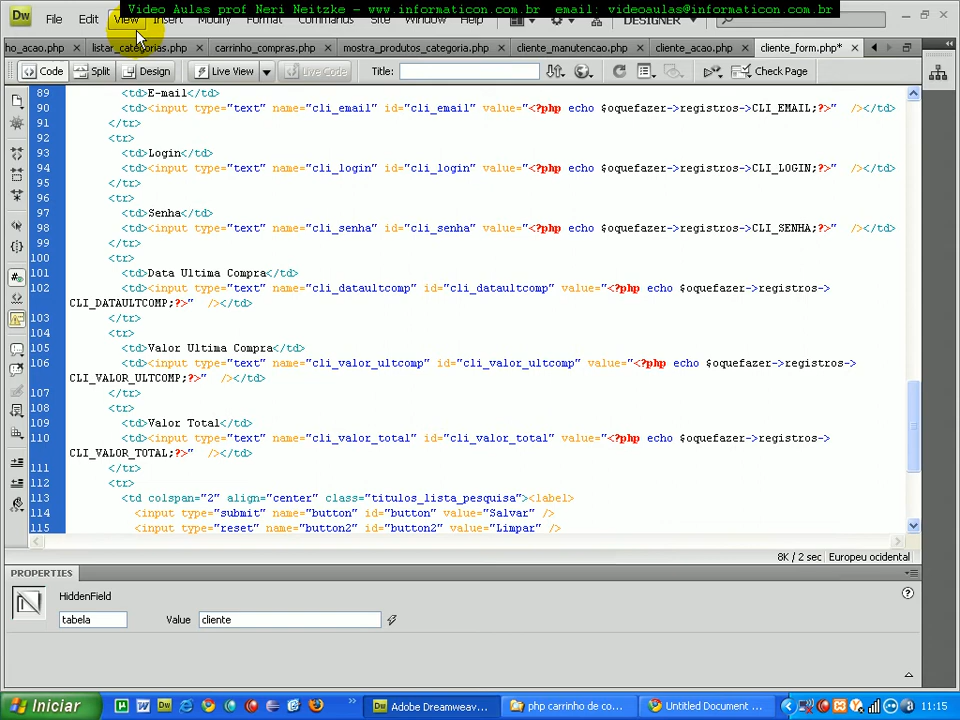 Video Aulas prof Neri Neitzke - www.informaticon.com.br email: videoaulas@informaticon.com.br
Dw File Edit View Insert Modify Format Commands Site Window Help DESIGNER
ho_acao.php × listar_categorias.php × carrinho_compras.php × mostra_produtos_categoria.php × cliente_manutencao.php × cliente_acao.php × cliente_form.php* ×
Code Split Design Live View Live Code Title: Check Page
89 <td>E-mail</td>
90 <td><input type="text" name="cli_email" id="cli_email" value="<?php echo $oquefazer->registros->CLI_EMAIL;?>" /></td>
91 </tr>
92 <tr>
93 <td>Login</td>
94 <td><input type="text" name="cli_login" id="cli_login" value="<?php echo $oquefazer->registros->CLI_LOGIN;?>" /></td>
95 </tr>
96 <tr>
97 <td>Senha</td>
98 <td><input type="text" name="cli_senha" id="cli_senha" value="<?php echo $oquefazer->registros->CLI_SENHA;?>" /></td>
99 </tr>
100 <tr>
101 <td>Data Ultima Compra</td>
102 <td><input type="text" name="cli_dataultcomp" id="cli_dataultcomp" value="<?php echo $oquefazer->registros->
CLI_DATAULTCOMP;?>" /></td>
103 </tr>
104 <tr>
105 <td>Valor Ultima Compra</td>
106 <td><input type="text" name="cli_valor_ultcomp" id="cli_valor_ultcomp" value="<?php echo $oquefazer->registros->
CLI_VALOR_ULTCOMP;?>" /></td>
107 </tr>
108 <tr>
109 <td>Valor Total</td>
110 <td><input type="text" name="cli_valor_total" id="cli_valor_total" value="<?php echo $oquefazer->registros->
CLI_VALOR_TOTAL;?>" /></td>
111 </tr>
112 <tr>
113 <td colspan="2" align="center" class="titulos_lista_pesquisa"><label>
114 <input type="submit" name="button" id="button" value="Salvar" />
115 <input type="reset" name="button2" id="button2" value="Limpar" />
8K / 2 sec Europeu ocidental
PROPERTIES
HiddenField
tabela Value cliente
Iniciar Adobe Dreamweav... php carrinho de co... Untitled Document ... 11:15